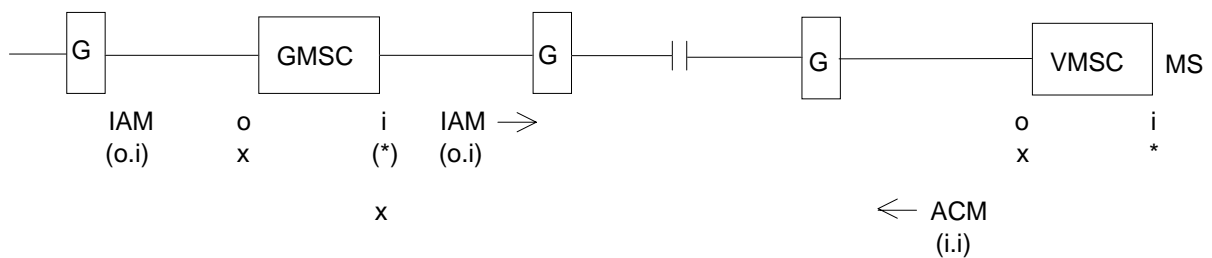 G GMSC G G VMSC MS
IAM o i IAM → o i
(o.i) x (*) (o.i) x *
x ← ACM
(i.i)